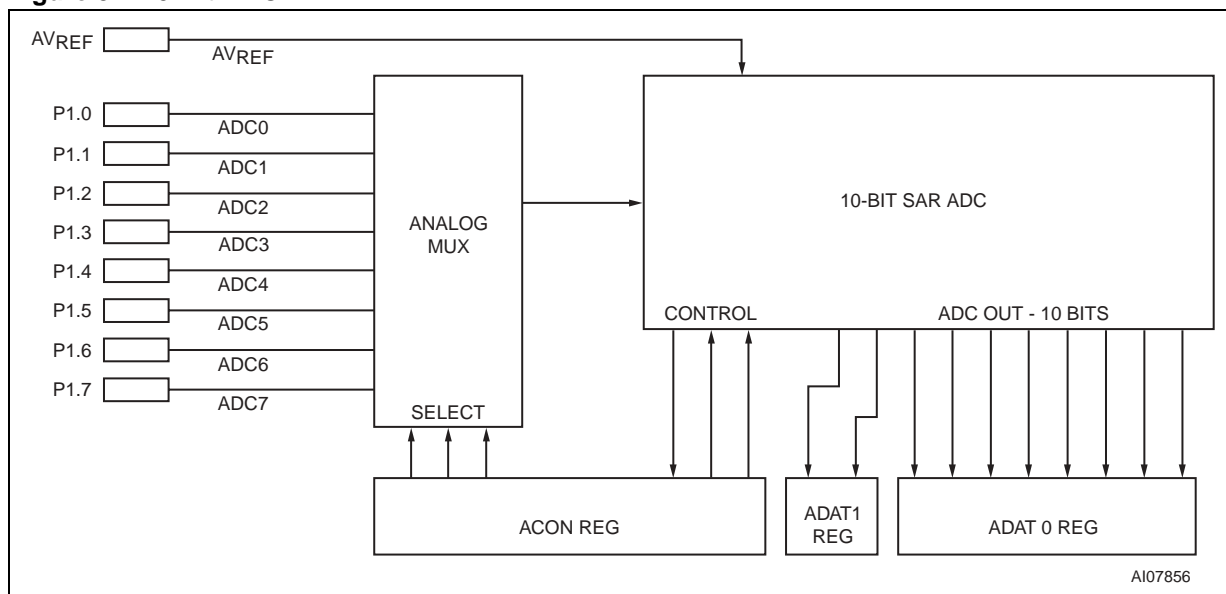 AVREF
AVREF
P1.0
ADC0
P1.1
ADC1
P1.2
ADC2
P1.3
ADC3
P1.4
ADC4
P1.5
ADC5
P1.6
ADC6
P1.7
ADC7
ANALOG
MUX
SELECT
10-BIT SAR ADC
CONTROL
ADC OUT - 10 BITS
ACON REG
ADAT1
REG
ADAT 0 REG
AI07856